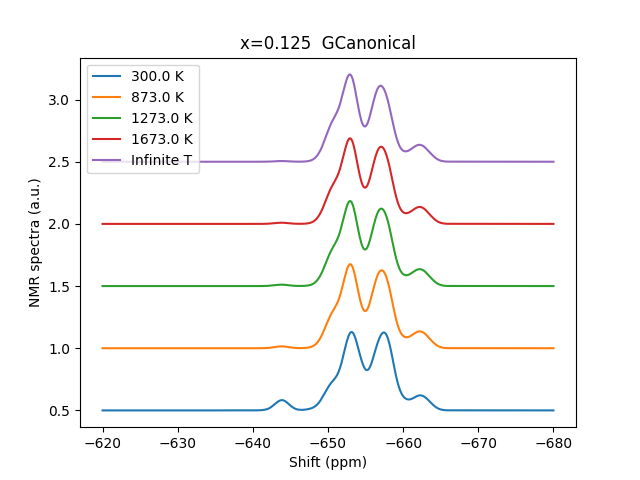 x=0.125  GCanonical
300.0 K
873.0 K
1273.0 K
1673.0 K
Infinite T
NMR spectra (a.u.)
3.0
2.5
2.0
1.5
1.0
0.5
−620 −630 −640 −650 −660 −670 −680
Shift (ppm)